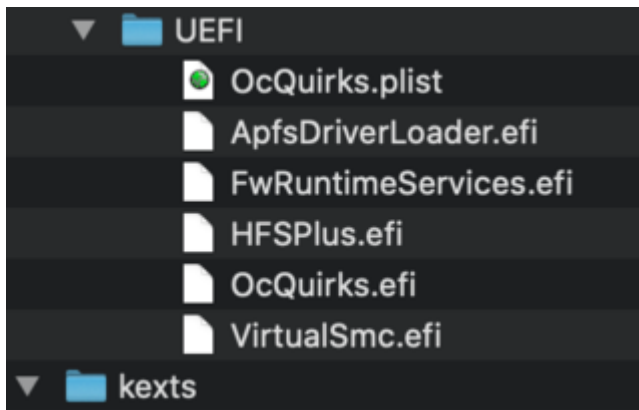 UEFI
OcQuirks.plist
ApfsDriverLoader.efi
FwRuntimeServices.efi
HFSPlus.efi
OcQuirks.efi
VirtualSmc.efi
kexts